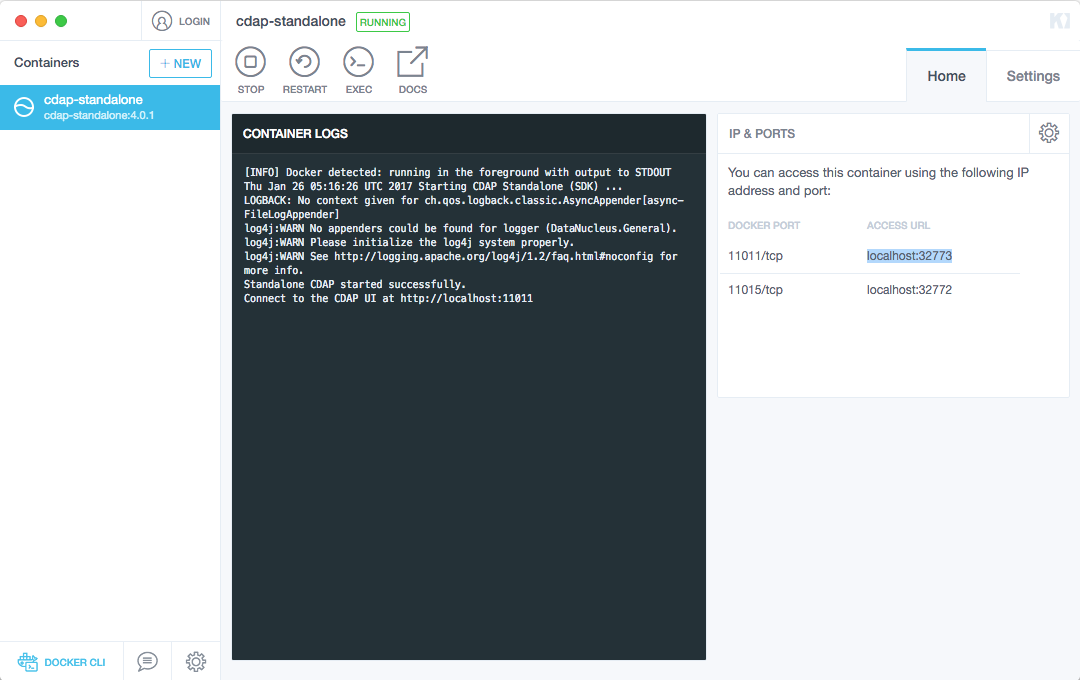 LOGIN
Containers
+ NEW
cdap-standalone
cdap-standalone:4.0.1
cdap-standalone RUNNING
STOP RESTART EXEC DOCS
Home Settings
CONTAINER LOGS
[INFO] Docker detected: running in the foreground with output to STDOUT
Thu Jan 26 05:16:26 UTC 2017 Starting CDAP Standalone (SDK) ...
LOGBACK: No context given for ch.qos.logback.classic.AsyncAppender[async-
FileLogAppender]
log4j:WARN No appenders could be found for logger (DataNucleus.General).
log4j:WARN Please initialize the log4j system properly.
log4j:WARN See http://logging.apache.org/log4j/1.2/faq.html#noconfig for
more info.
Standalone CDAP started successfully.
Connect to the CDAP UI at http://localhost:11011
IP & PORTS
You can access this container using the following IP
address and port:
DOCKER PORT ACCESS URL
11011/tcp localhost:32773
11015/tcp localhost:32772
DOCKER CLI